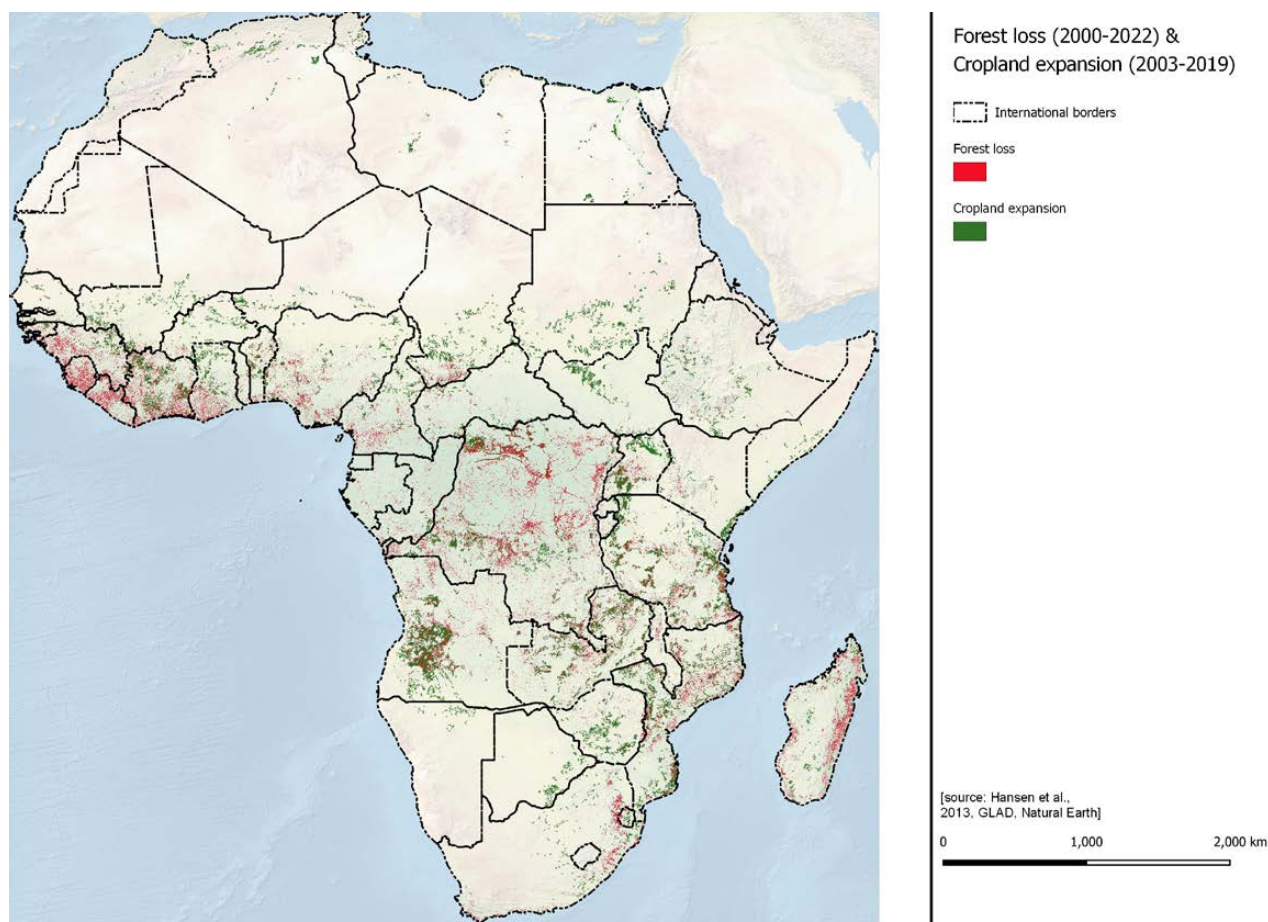 Forest loss (2000-2022) &
Cropland expansion (2003-2019)
International borders
Forest loss
Cropland expansion
[source: Hansen et al.,
2013, GLAD, Natural Earth]
0 1,000 2,000 km